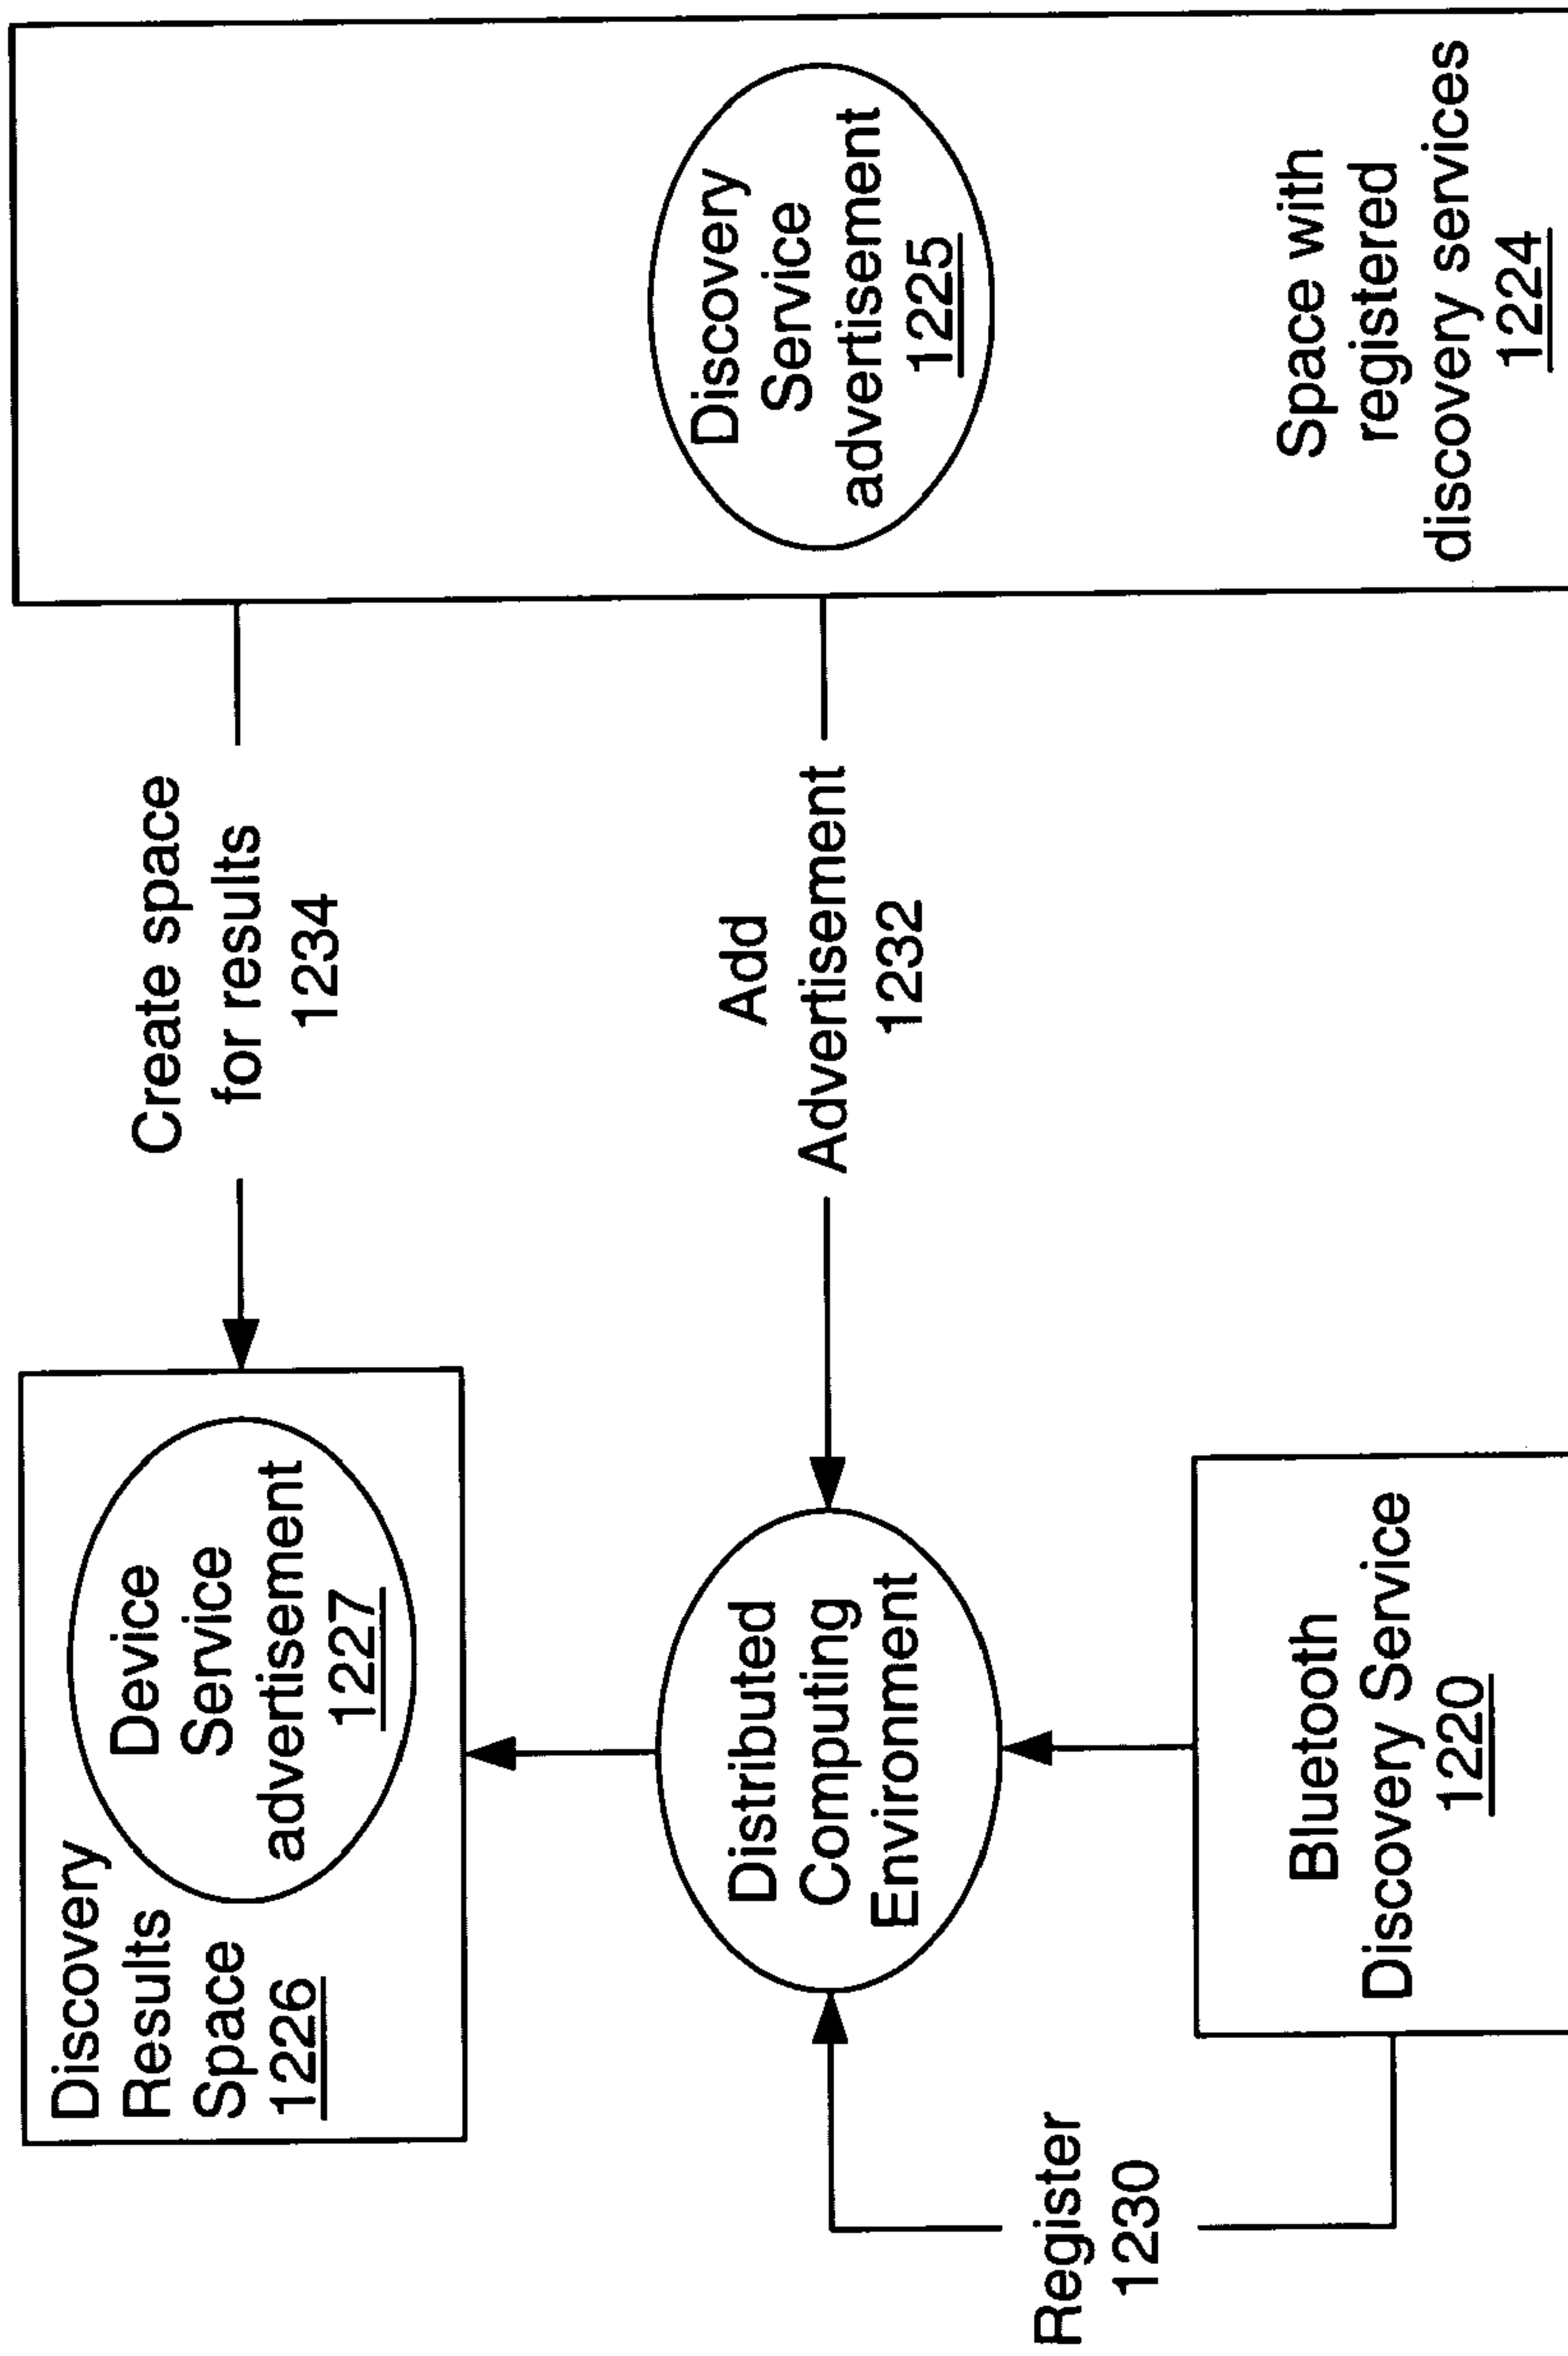 Discovery
Results
Space
1226
Device
Service
advertisement
1227
Create space
for results
1234
Distributed
Computing
Environment
Add
Advertisement
1232
Discovery
Service
advertisement
1225
Register
1230
Bluetooth
Discovery Service
1220
Space with
registered
discovery services
1224